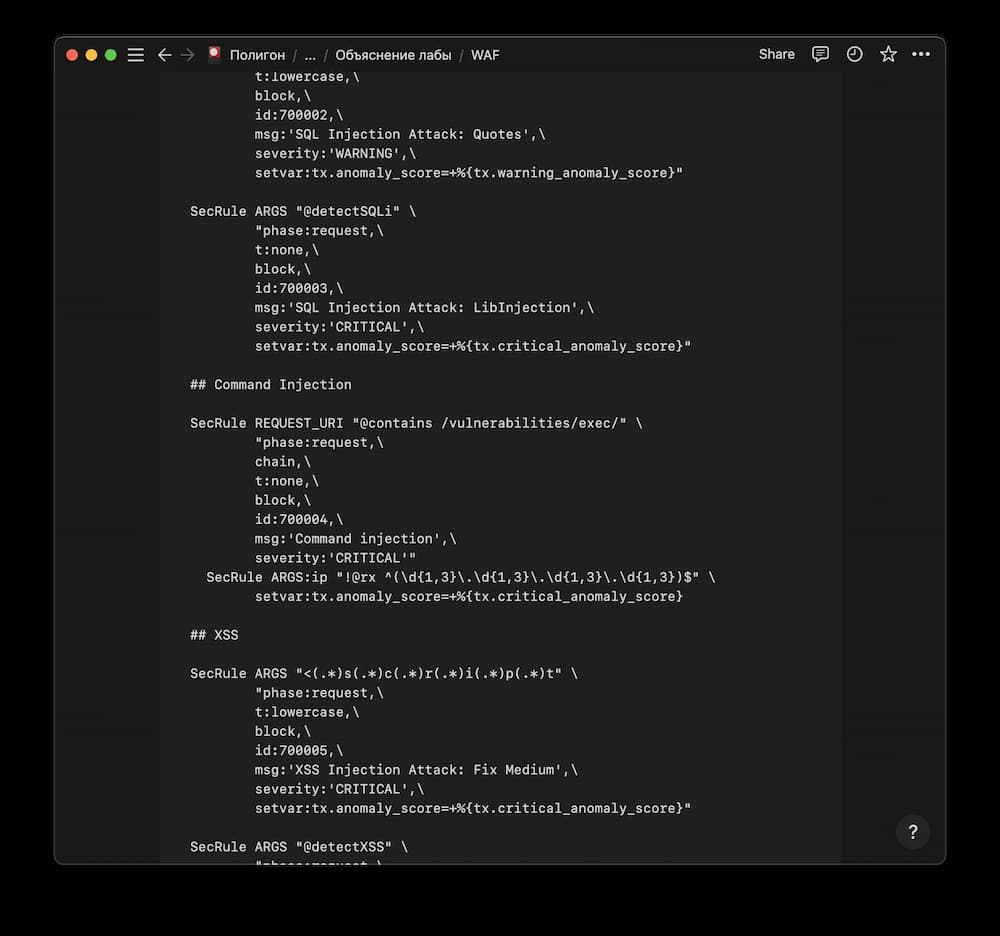 Полигон / ... / Объяснение лабы / WAF Share
t:lowercase,\
block,\
id:700002,\
msg:'SQL Injection Attack: Quotes',\
severity:'WARNING',\
setvar:tx.anomaly_score=+%{tx.warning_anomaly_score}"
SecRule ARGS "@detectSQLi" \
"phase:request,\
t:none,\
block,\
id:700003,\
msg:'SQL Injection Attack: LibInjection',\
severity:'CRITICAL',\
setvar:tx.anomaly_score=+%{tx.critical_anomaly_score}"
## Command Injection
SecRule REQUEST_URI "@contains /vulnerabilities/exec/" \
"phase:request,\
chain,\
t:none,\
block,\
id:700004,\
msg:'Command injection',\
severity:'CRITICAL'"
SecRule ARGS:ip "!@rx ^(\d{1,3}\.\d{1,3}\.\d{1,3}\.\d{1,3})$" \
setvar:tx.anomaly_score=+%{tx.critical_anomaly_score}
## XSS
SecRule ARGS "<(.*)s(.*)c(.*)r(.*)i(.*)p(.*)t" \
"phase:request,\
t:lowercase,\
block,\
id:700005,\
msg:'XSS Injection Attack: Fix Medium',\
severity:'CRITICAL',\
setvar:tx.anomaly_score=+%{tx.critical_anomaly_score}"
SecRule ARGS "@detectXSS" \
?